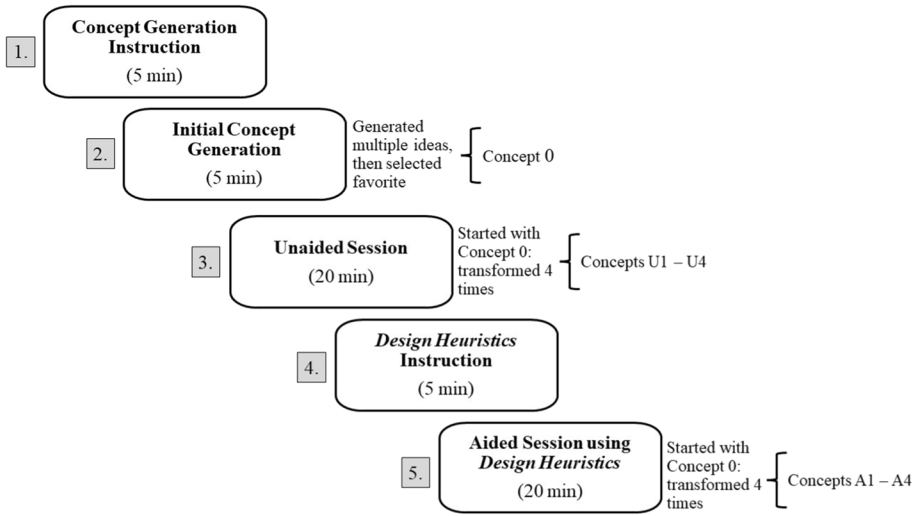 1.
Concept Generation
Instruction
(5 min)
2.
Initial Concept
Generation
(5 min)
Generated
multiple ideas,
then selected
favorite
Concept 0
3.
Unaided Session
(20 min)
Started with
Concept 0:
transformed 4
times
Concepts U1 – U4
4.
Design Heuristics
Instruction
(5 min)
5.
Aided Session using
Design Heuristics
(20 min)
Started with
Concept 0:
transformed 4
times
Concepts A1 – A4